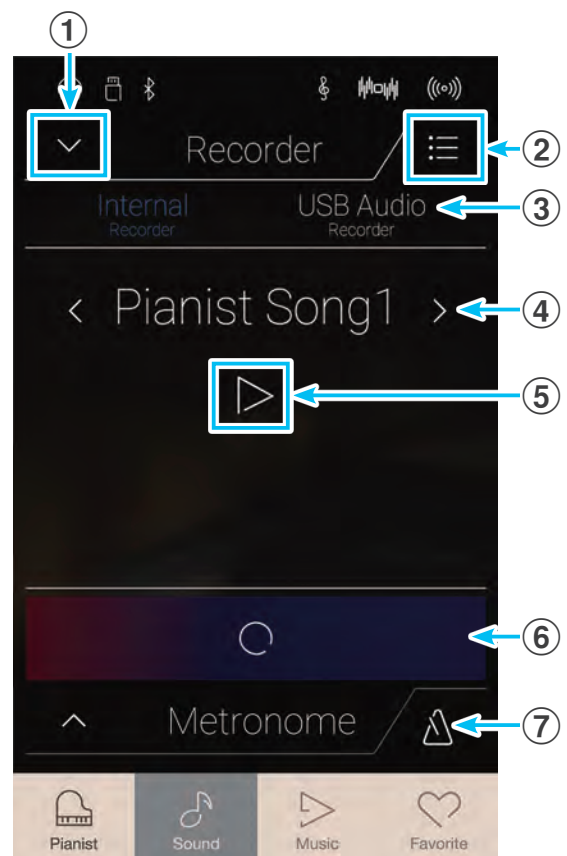 ①
Recorder
②
Internal USB Audio ③
Recorder Recorder
< Pianist Song1 > ④
⑤
⑥
Metronome ⑦
Pianist Sound Music Favorite